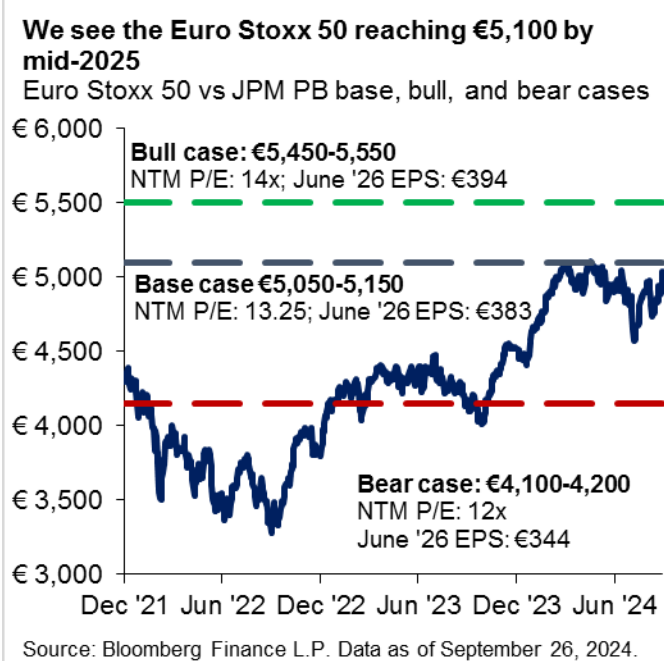 We see the Euro Stoxx 50 reaching €5,100 by
mid-2025
Euro Stoxx 50 vs JPM PB base, bull, and bear cases
€ 6,000
Bull case: €5,450-5,550
NTM P/E: 14x; June '26 EPS: €394
€ 5,500
€ 5,000
Base case €5,050-5,150
NTM P/E: 13.25; June '26 EPS: €383
€ 4,500
€ 4,000
€ 3,500
Bear case: €4,100-4,200
NTM P/E: 12x
June '26 EPS: €344
€ 3,000
Dec '21 Jun '22 Dec '22 Jun '23 Dec '23 Jun '24
Source: Bloomberg Finance L.P. Data as of September 26, 2024.